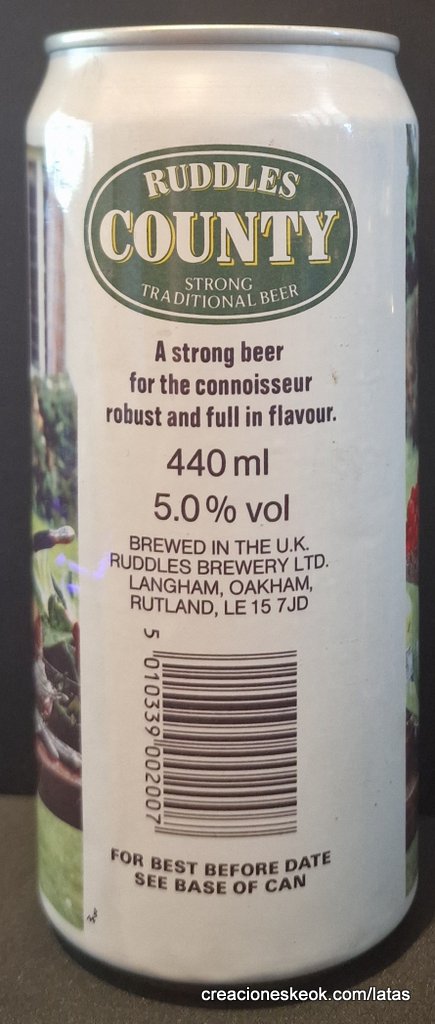 RUDDLES
COUNTY
STRONG
TRADITIONAL BEER
A strong beer
for the connoisseur
robust and full in flavour.
440 ml
5.0% vol
BREWED IN THE U.K.
RUDDLES BREWERY LTD.
LANGHAM, OAKHAM,
RUTLAND, LE 15 7JD
5 010339 002007
FOR BEST BEFORE DATE
SEE BASE OF CAN
creacioneskeok.com/latas